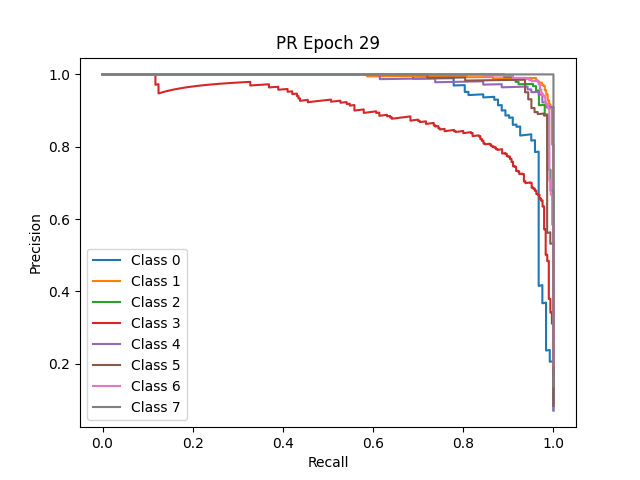 PR Epoch 29
Precision
1.0
0.8
0.6
0.4
0.2
Class 0
Class 1
Class 2
Class 3
Class 4
Class 5
Class 6
Class 7
0.0 0.2 0.4 0.6 0.8 1.0
Recall